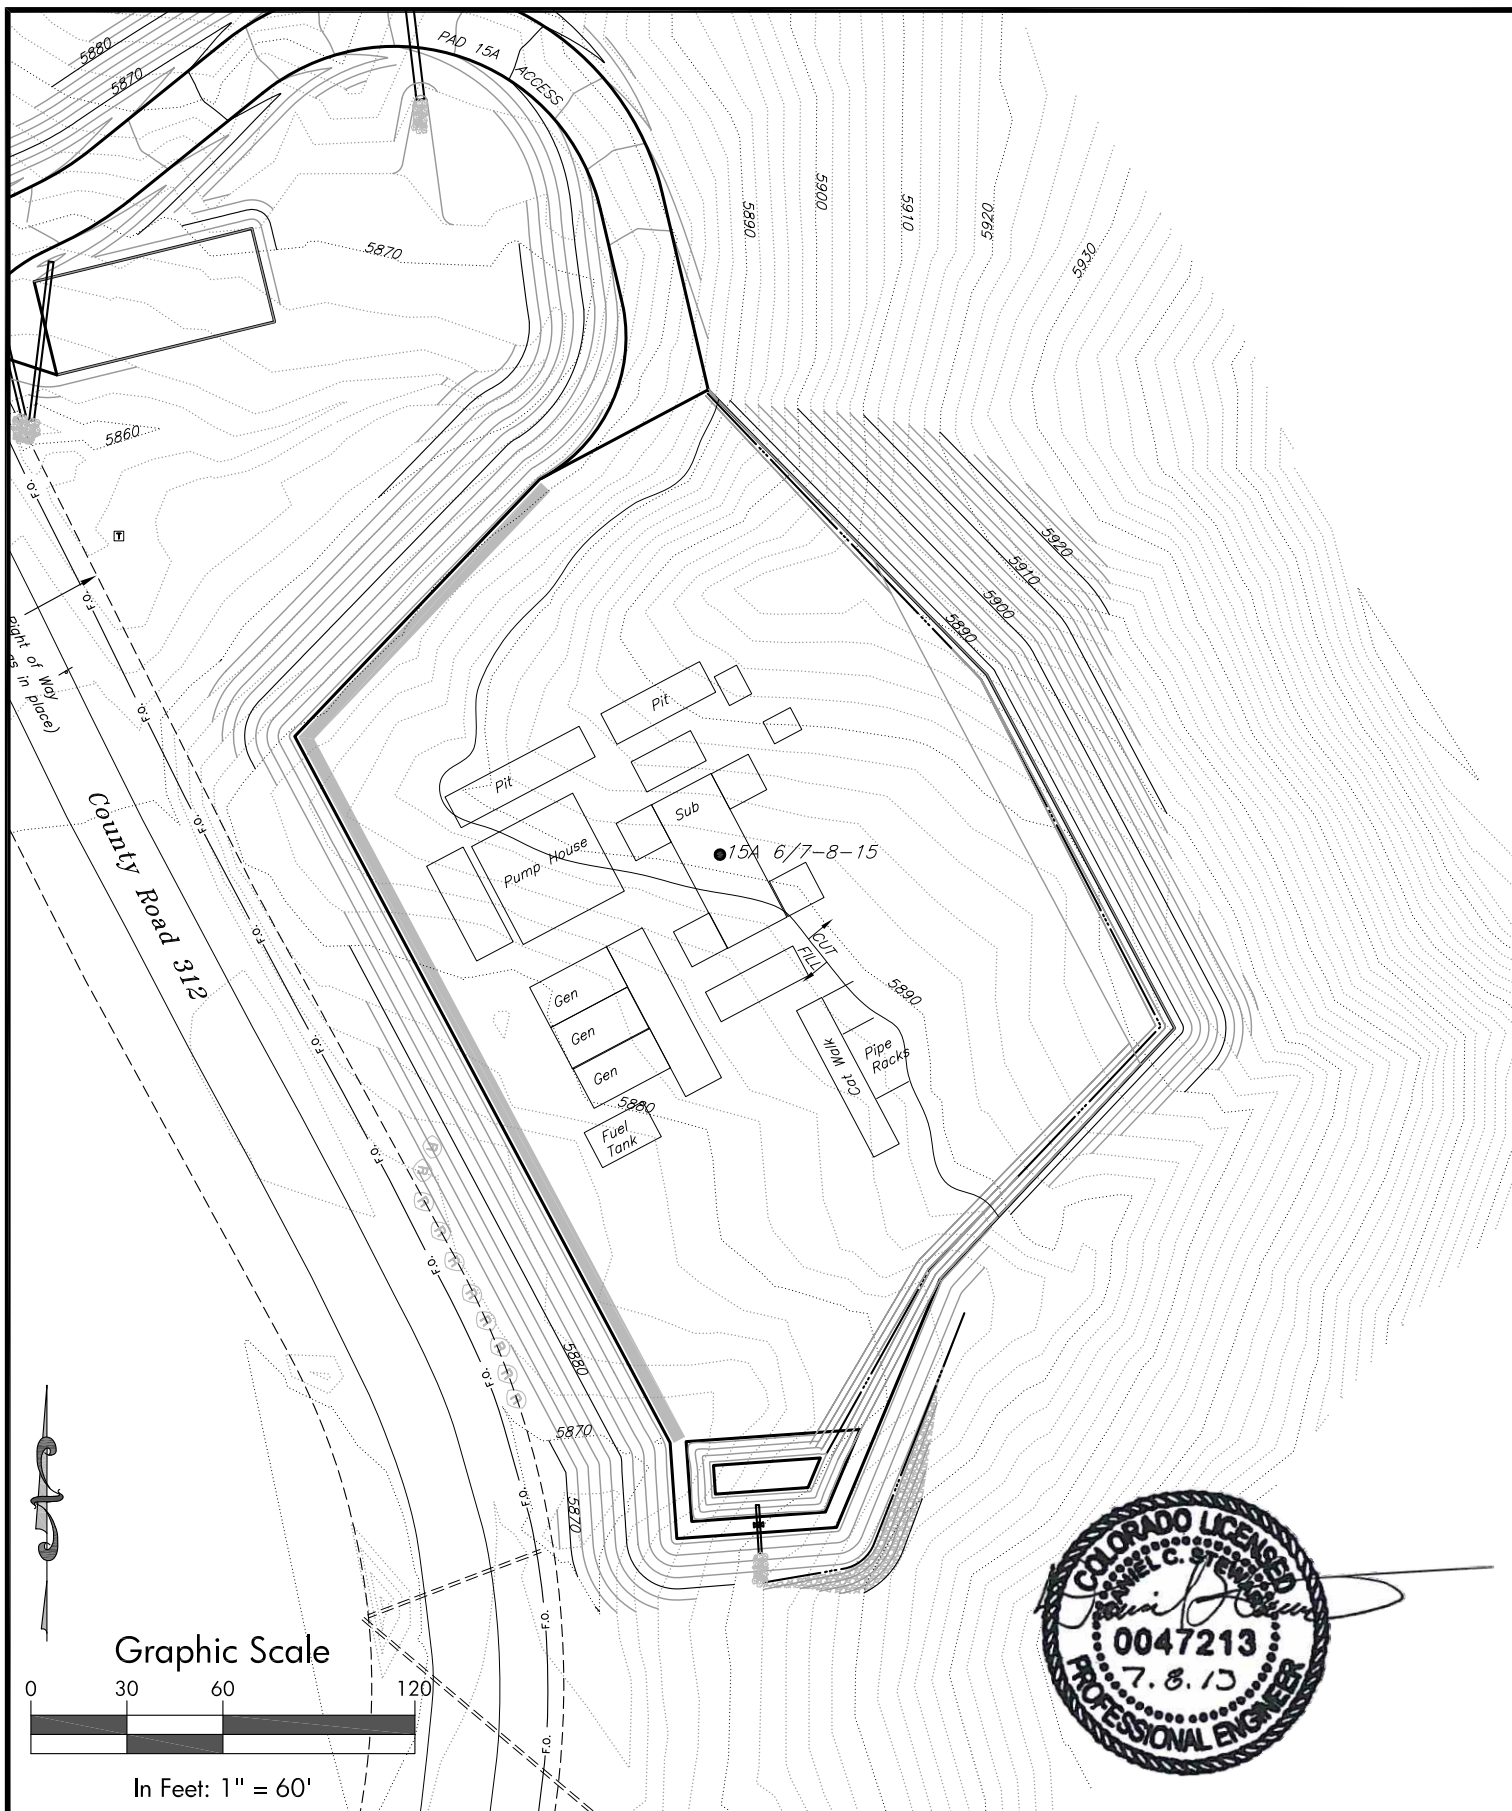 5880
5870
PAD 15A
ACCESS
5890
5900
5910
5920
5930
5870
5860
F.O.
T
F.O.
Right of Way
as in place)
F.O.
5920
5910
5900
5890
Pit
Pit
Sub
Pump House
15A 6/7-8-15
County Road 312
F.O.
F.O.
CUT
FILL
5890
Gen
Gen
Gen
Cat Walk
Pipe
Racks
F.O.
5880
Fuel
Tank
F.O.
R
R
R
R
R
R
R
R
R
R
F.O.
5880
F.O.
5870
5870
F.O.
F.O.
F.O.
COLORADO LICENSED
DANIEL C. STEWART
0047213
7.8.13
PROFESSIONAL ENGINEER
Graphic Scale
0 30 60 120
In Feet: 1" = 60'